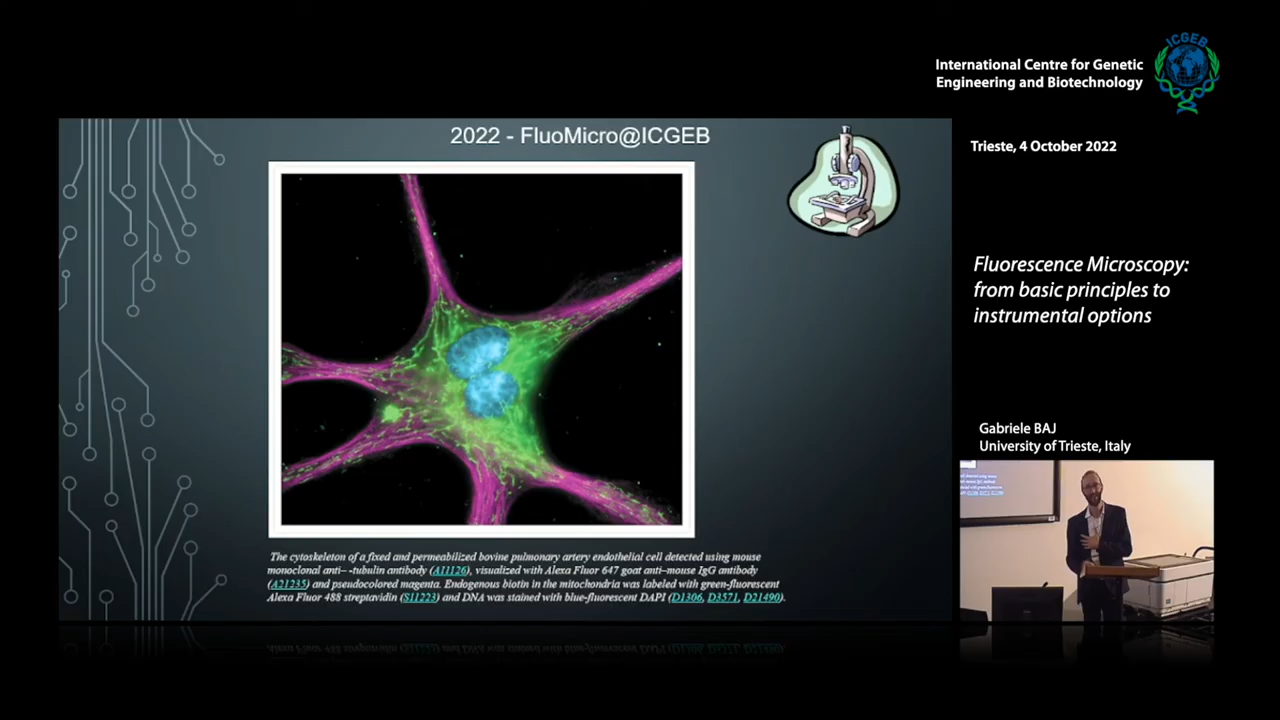 International Centre for Genetic
Engineering and Biotechnology
ICGEB
Trieste, 4 October 2022
2022 - FluoMicro@ICGEB
Fluorescence Microscopy:
from basic principles to
instrumental options
Gabriele BAJ
University of Trieste, Italy
The cytoskeleton of a fixed and permeabilized bovine pulmonary artery endothelial cell detected using mouse
monoclonal anti– -tubulin antibody (A11126), visualized with Alexa Fluor 647 goat anti–mouse IgG antibody
(A21235) and pseudocolored magenta. Endogenous biotin in the mitochondria was labeled with green-fluorescent
Alexa Fluor 488 streptavidin (S11223) and DNA was stained with blue-fluorescent DAPI (D1306, D3571, D21490).